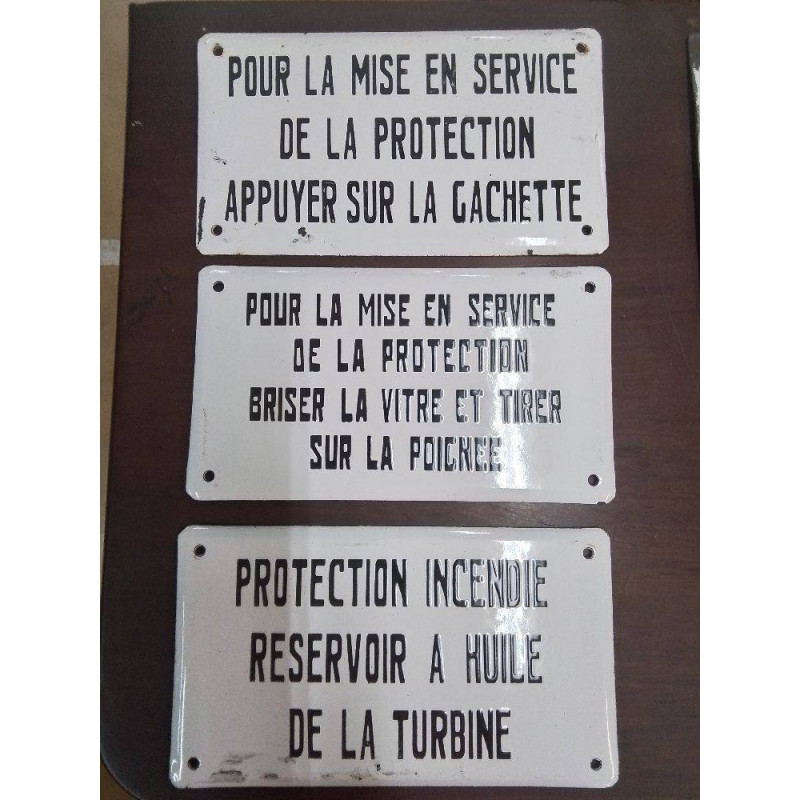 POUR LA MISE EN SERVICE
DE LA PROTECTION
APPUYER SUR LA GACHETTE
POUR LA MISE EN SERVICE
DE LA PROTECTION
BRISER LA VITRE ET TIRER
SUR LA POIGNEE
PROTECTION INCENDIE
RESERVOIR A HUILE
DE LA TURBINE